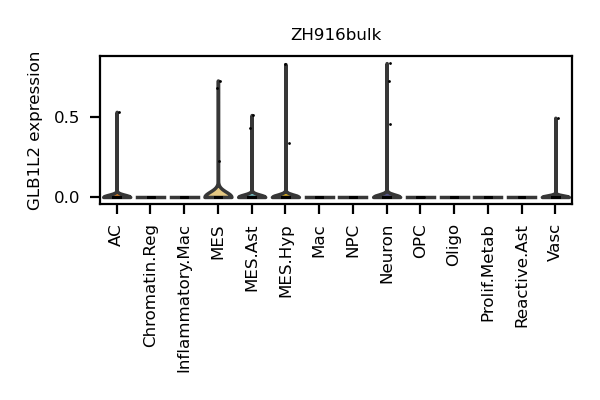 ZH916bulk
GLB1L2 expression
0.5
0.0
AC
Chromatin.Reg
Inflammatory.Mac
MES
MES.Ast
MES.Hyp
Mac
NPC
Neuron
OPC
Oligo
Prolif.Metab
Reactive.Ast
Vasc